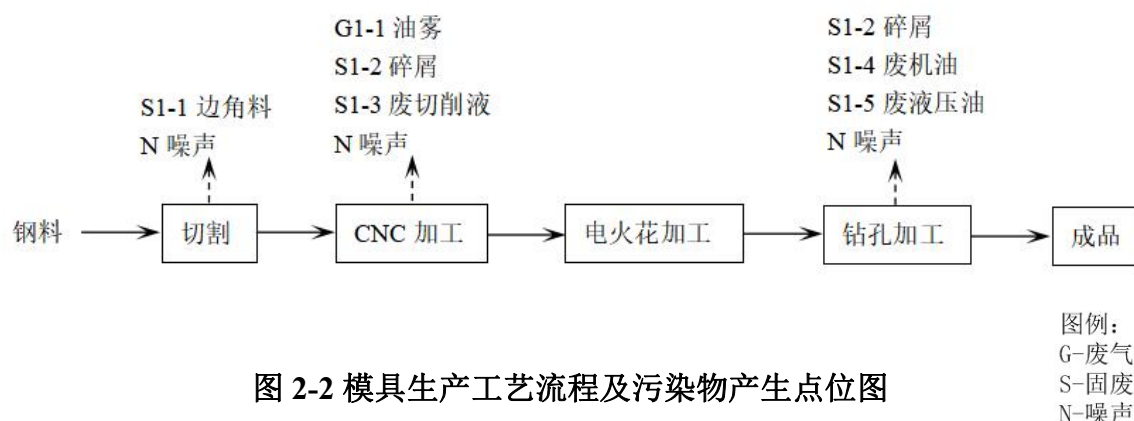 G1-1 油雾
S1-2 碎屑
S1-3 废切削液
N 噪声
S1-2 碎屑
S1-4 废机油
S1-5 废液压油
N 噪声
S1-1 边角料
N 噪声
钢料
切割
CNC 加工
电火花加工
钻孔加工
成品
图例：
G-废气
S-固废
N-噪声
图 2-2 模具生产工艺流程及污染物产生点位图